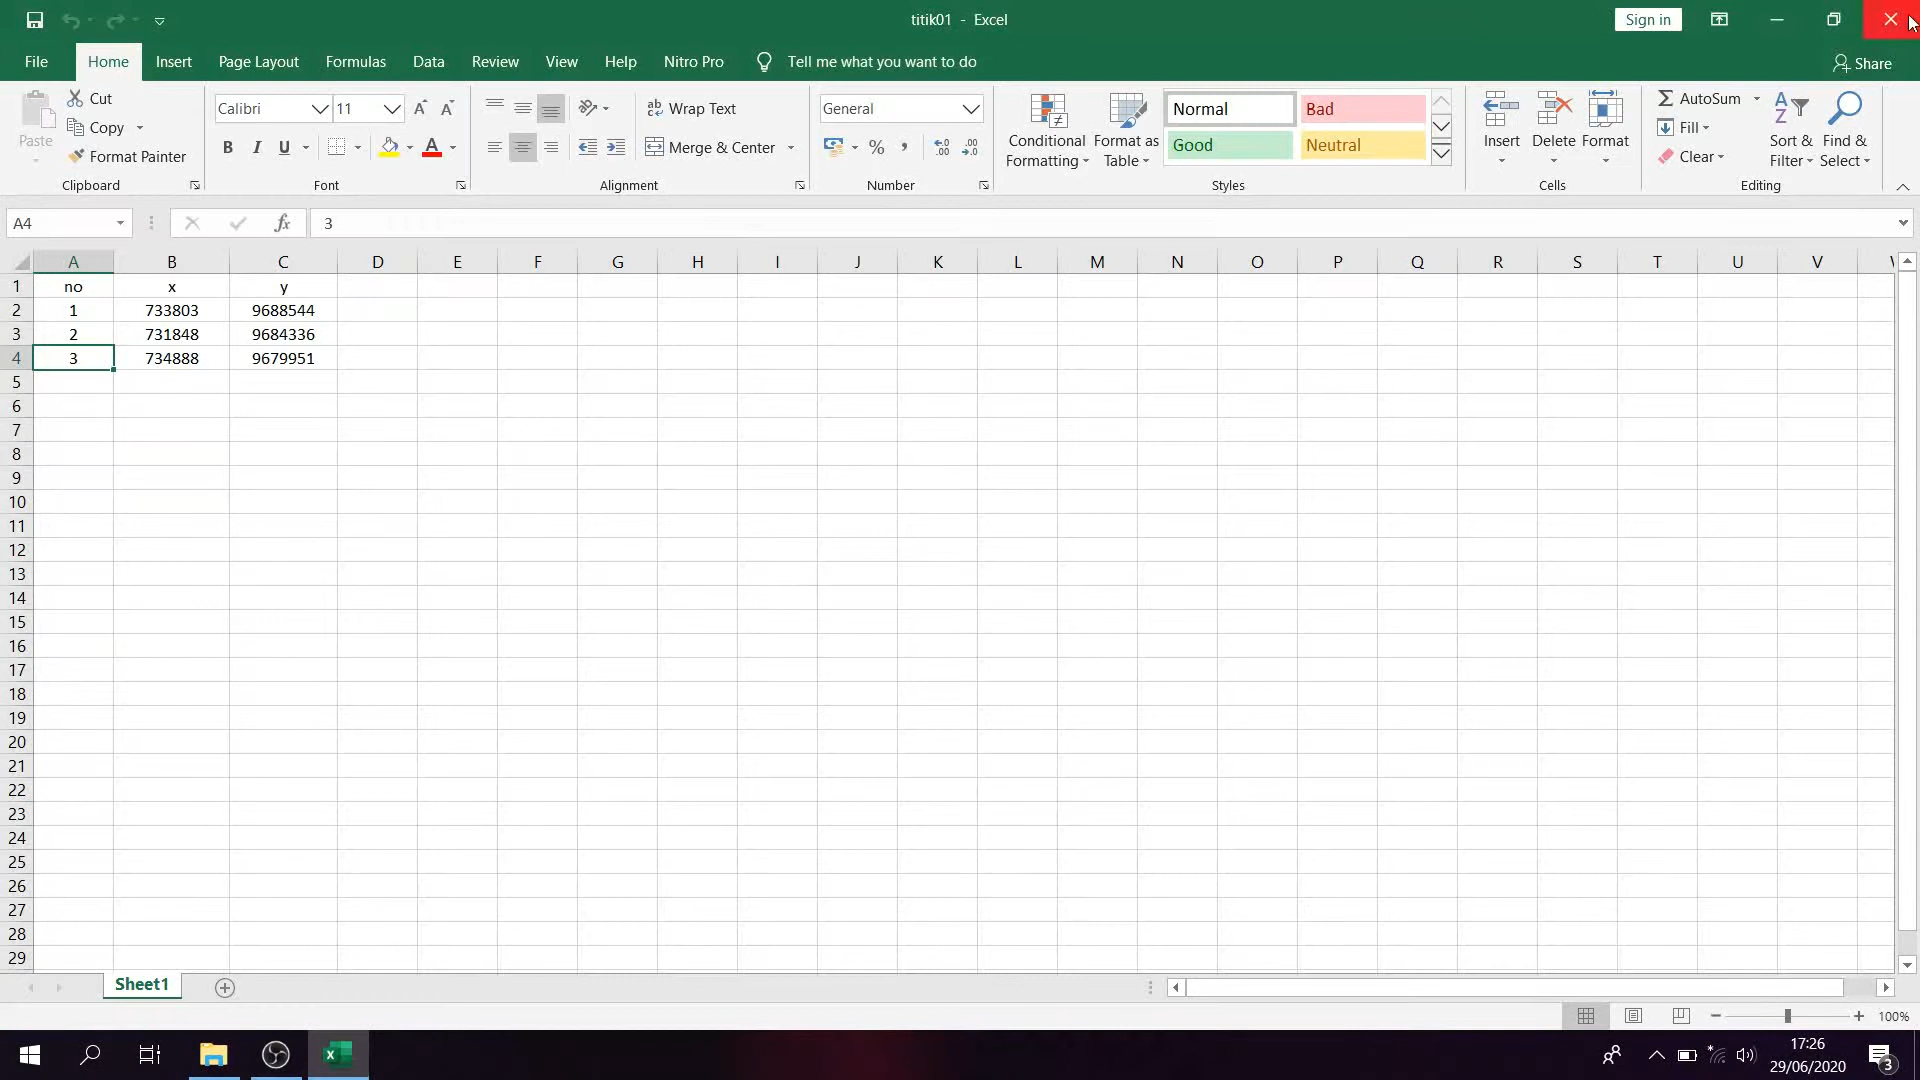 titik01 - Excel
Sign in
File Home Insert Page Layout Formulas Data Review View Help Nitro Pro Tell me what you want to do Share
Paste
Cut
Copy
Format Painter
Clipboard
Calibri 11
B I U
Font
ab Wrap Text
Merge & Center
Alignment
General
% ,
Number
Conditional Formatting
Format as Table
Normal Bad
Good Neutral
Styles
Insert Delete Format
Cells
AutoSum
Fill
Clear
Sort & Filter
Find & Select
Editing
A4 fx 3
A B C D E F G H I J K L M N O P Q R S T U V
1 no x y
2 1 733803 9688544
3 2 731848 9684336
4 3 734888 9679951
5
6
7
8
9
10
11
12
13
14
15
16
17
18
19
20
21
22
23
24
25
26
27
28
29
Sheet1
100%
17:26
29/06/2020
3